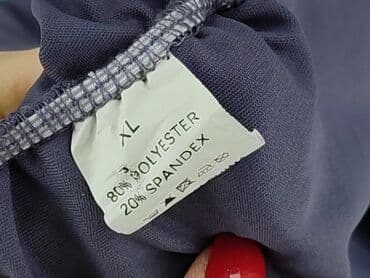 XL
80% POLYESTER
20% SPANDEX